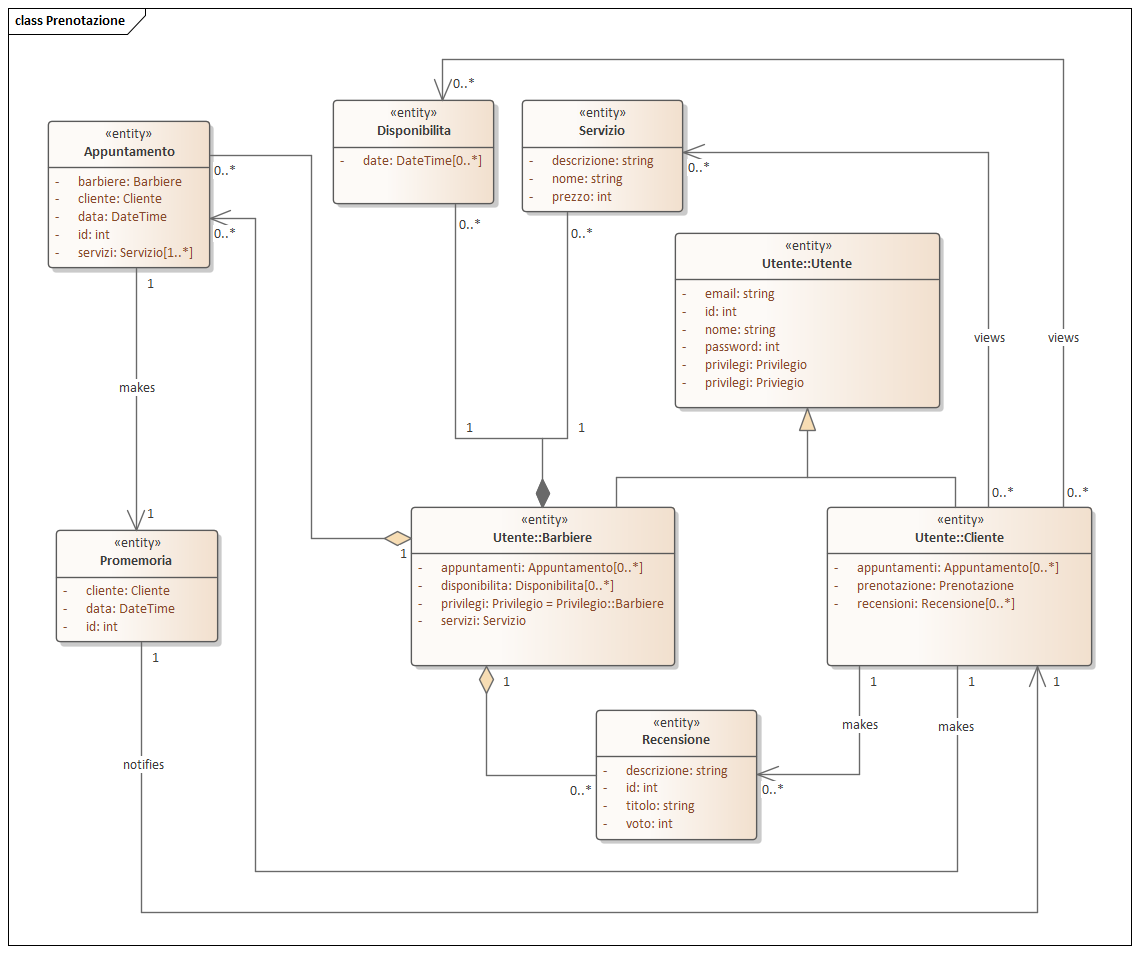 class Prenotazione
«entity»
Appuntamento
- barbiere: Barbiere
- cliente: Cliente
- data: DateTime
- id: int
- servizi: Servizio[1..*]
«entity»
Disponibilita
- date: DateTime[0..*]
«entity»
Servizio
- descrizione: string
- nome: string
- prezzo: int
«entity»
Utente::Utente
- email: string
- id: int
- nome: string
- password: int
- privilegi: Privilegio
- privilegi: Priviegio
«entity»
Promemoria
- cliente: Cliente
- data: DateTime
- id: int
«entity»
Utente::Barbiere
- appuntamenti: Appuntamento[0..*]
- disponibilita: Disponibilita[0..*]
- privilegi: Privilegio = Privilegio::Barbiere
- servizi: Servizio
«entity»
Utente::Cliente
- appuntamenti: Appuntamento[0..*]
- prenotazione: Prenotazione
- recensioni: Recensione[0..*]
«entity»
Recensione
- descrizione: string
- id: int
- titolo: string
- voto: int
0..*
0..*
0..*
0..*
0..*
0..*
1
makes
1
1
1
views
views
0..*
0..*
1
1
notifies
1
0..*
1
makes
0..*
1
makes
1